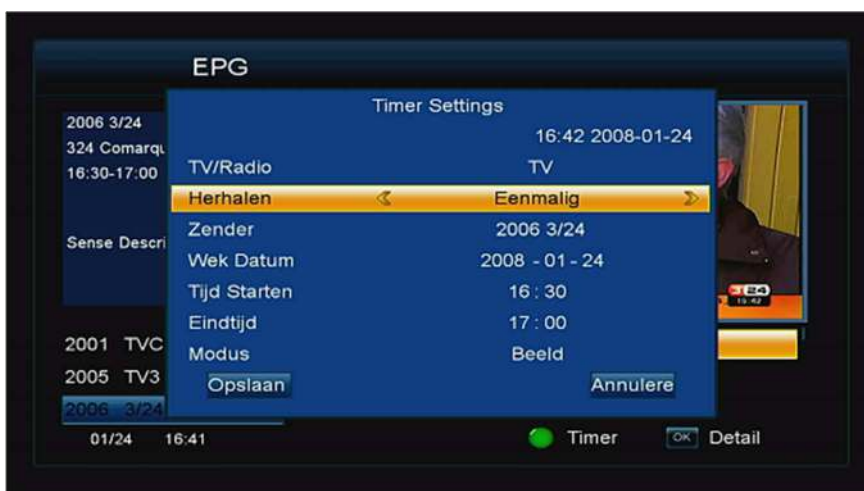 EPG
Timer Settings
16:42 2008-01-24
TV/Radio TV
Herhalen Eenmalig
Zender 2006 3/24
Wek Datum 2008 - 01 - 24
Tijd Starten 16 : 30
Eindtijd 17 : 00
Modus Beeld
Opslaan Annulere
2006 3/24
324 Comarqu
16:30-17:00
Sense Descri
3 24
2001 TVC
2005 TV3
2006 3/24
01/24 16:41
Timer
OK Detail